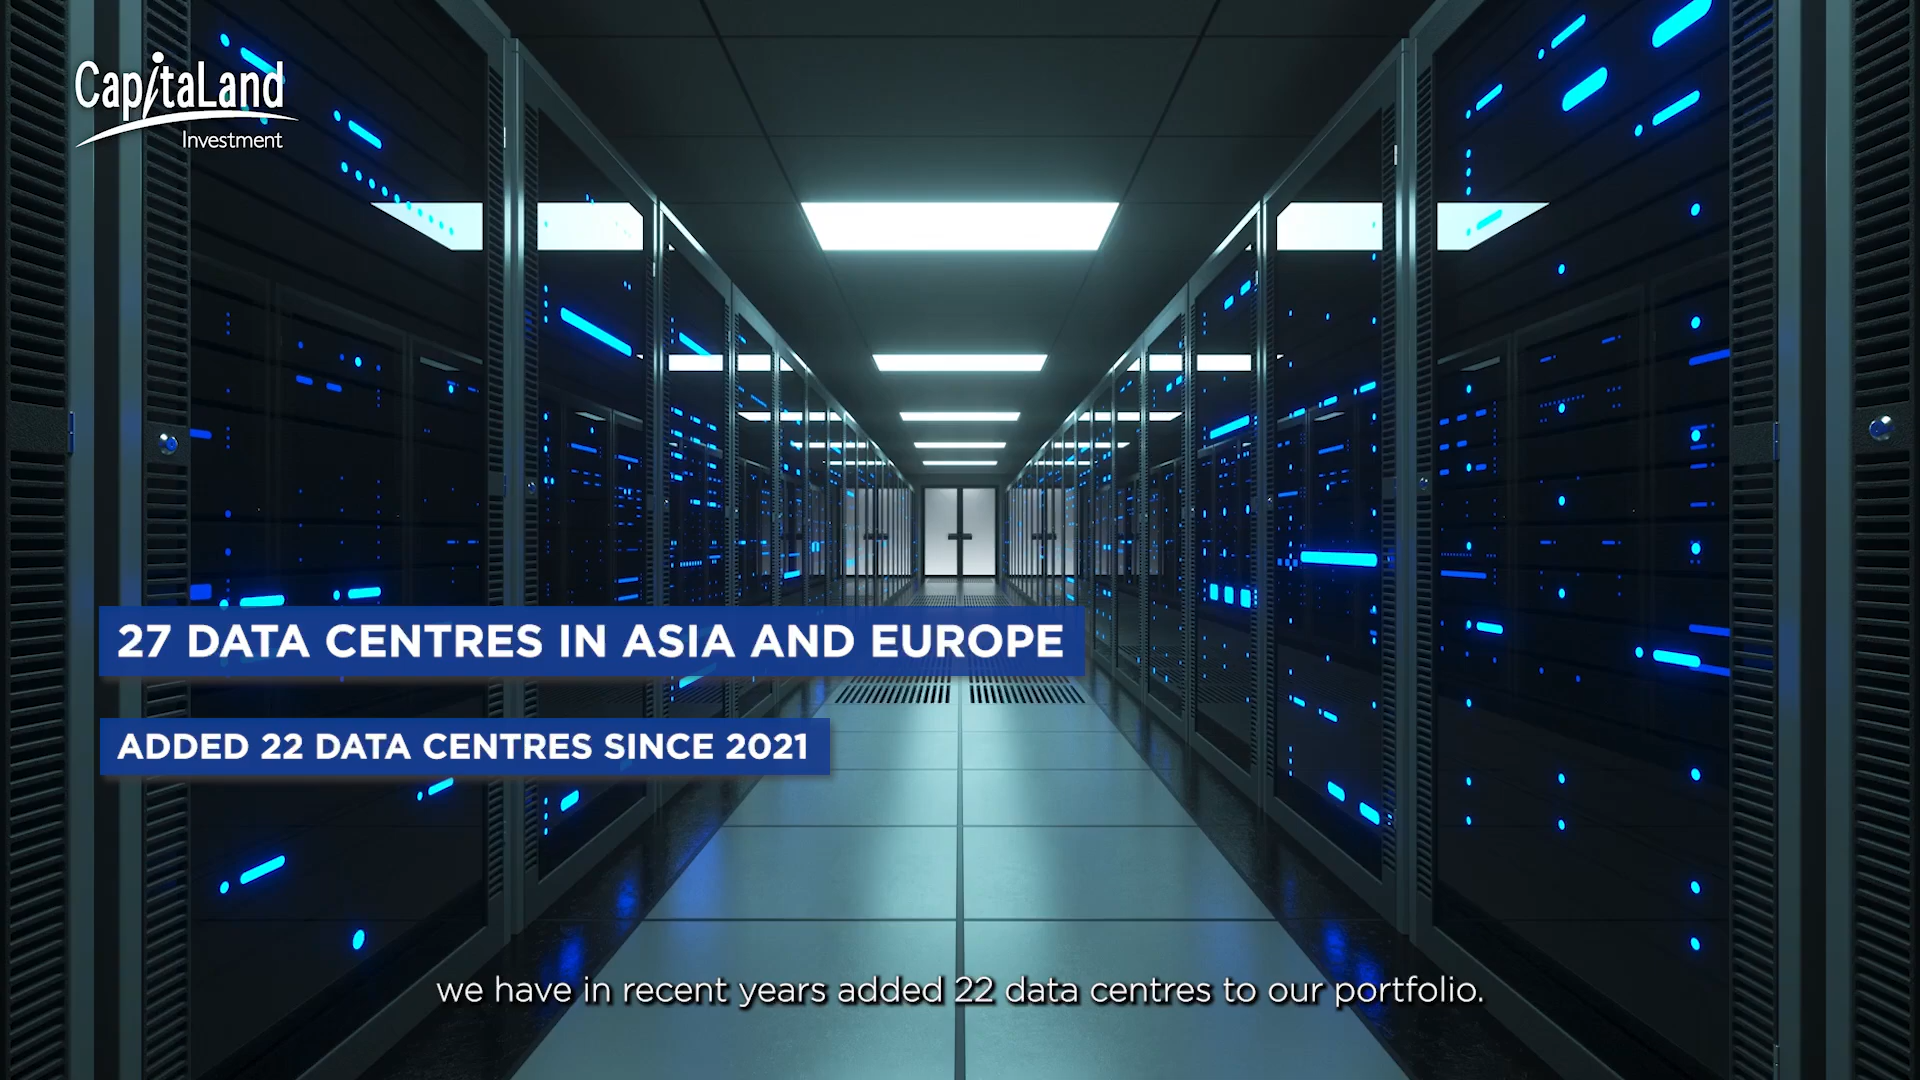 CapitaLand
Investment
27 DATA CENTRES IN ASIA AND EUROPE
ADDED 22 DATA CENTRES SINCE 2021
we have in recent years added 22 data centres to our portfolio.